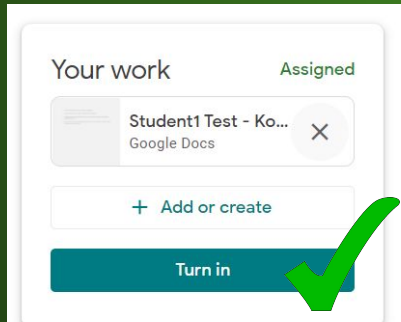 Your work
Assigned
Student1 Test - Ko...
Google Docs
+ Add or create
Turn in